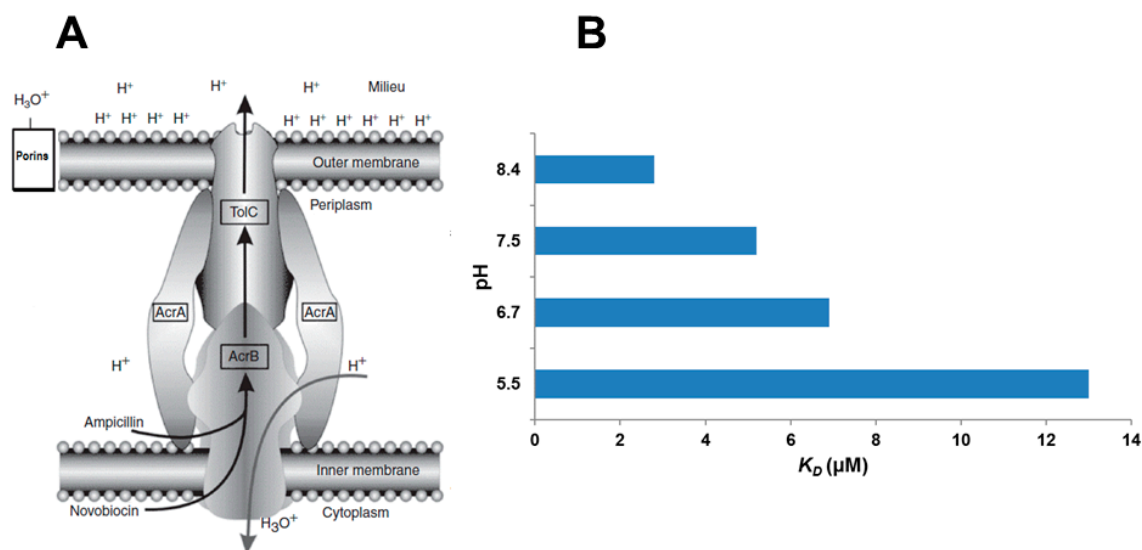 A
B
H⁺ H⁺ H⁺ Milieu
H₃O⁺
H⁺ H⁺ H⁺ H⁺ H⁺ H⁺ H⁺ H⁺ H⁺
Porins
Outer membrane
Periplasm
TolC
AcrA AcrA
AcrB
H⁺ H⁺
Ampicillin
Inner membrane
Novobiocin
Cytoplasm
H₃O⁺
pH
8.4
7.5
6.7
5.5
0 2 4 6 8 10 12 14
K_D (µM)